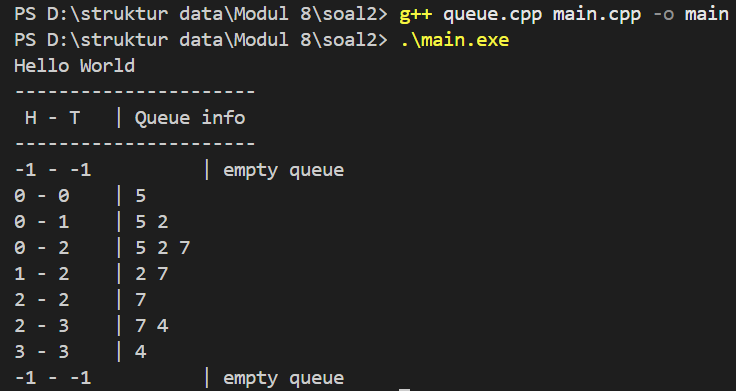 PS D:\struktur data\Modul 8\soal2> g++ queue.cpp main.cpp -o main
PS D:\struktur data\Modul 8\soal2> .\main.exe
Hello World
----------------------
 H - T   | Queue info
----------------------
-1 - -1          | empty queue
0 - 0    | 5
0 - 1    | 5 2
0 - 2    | 5 2 7
1 - 2    | 2 7
2 - 2    | 7
2 - 3    | 7 4
3 - 3    | 4
-1 - -1          | empty queue